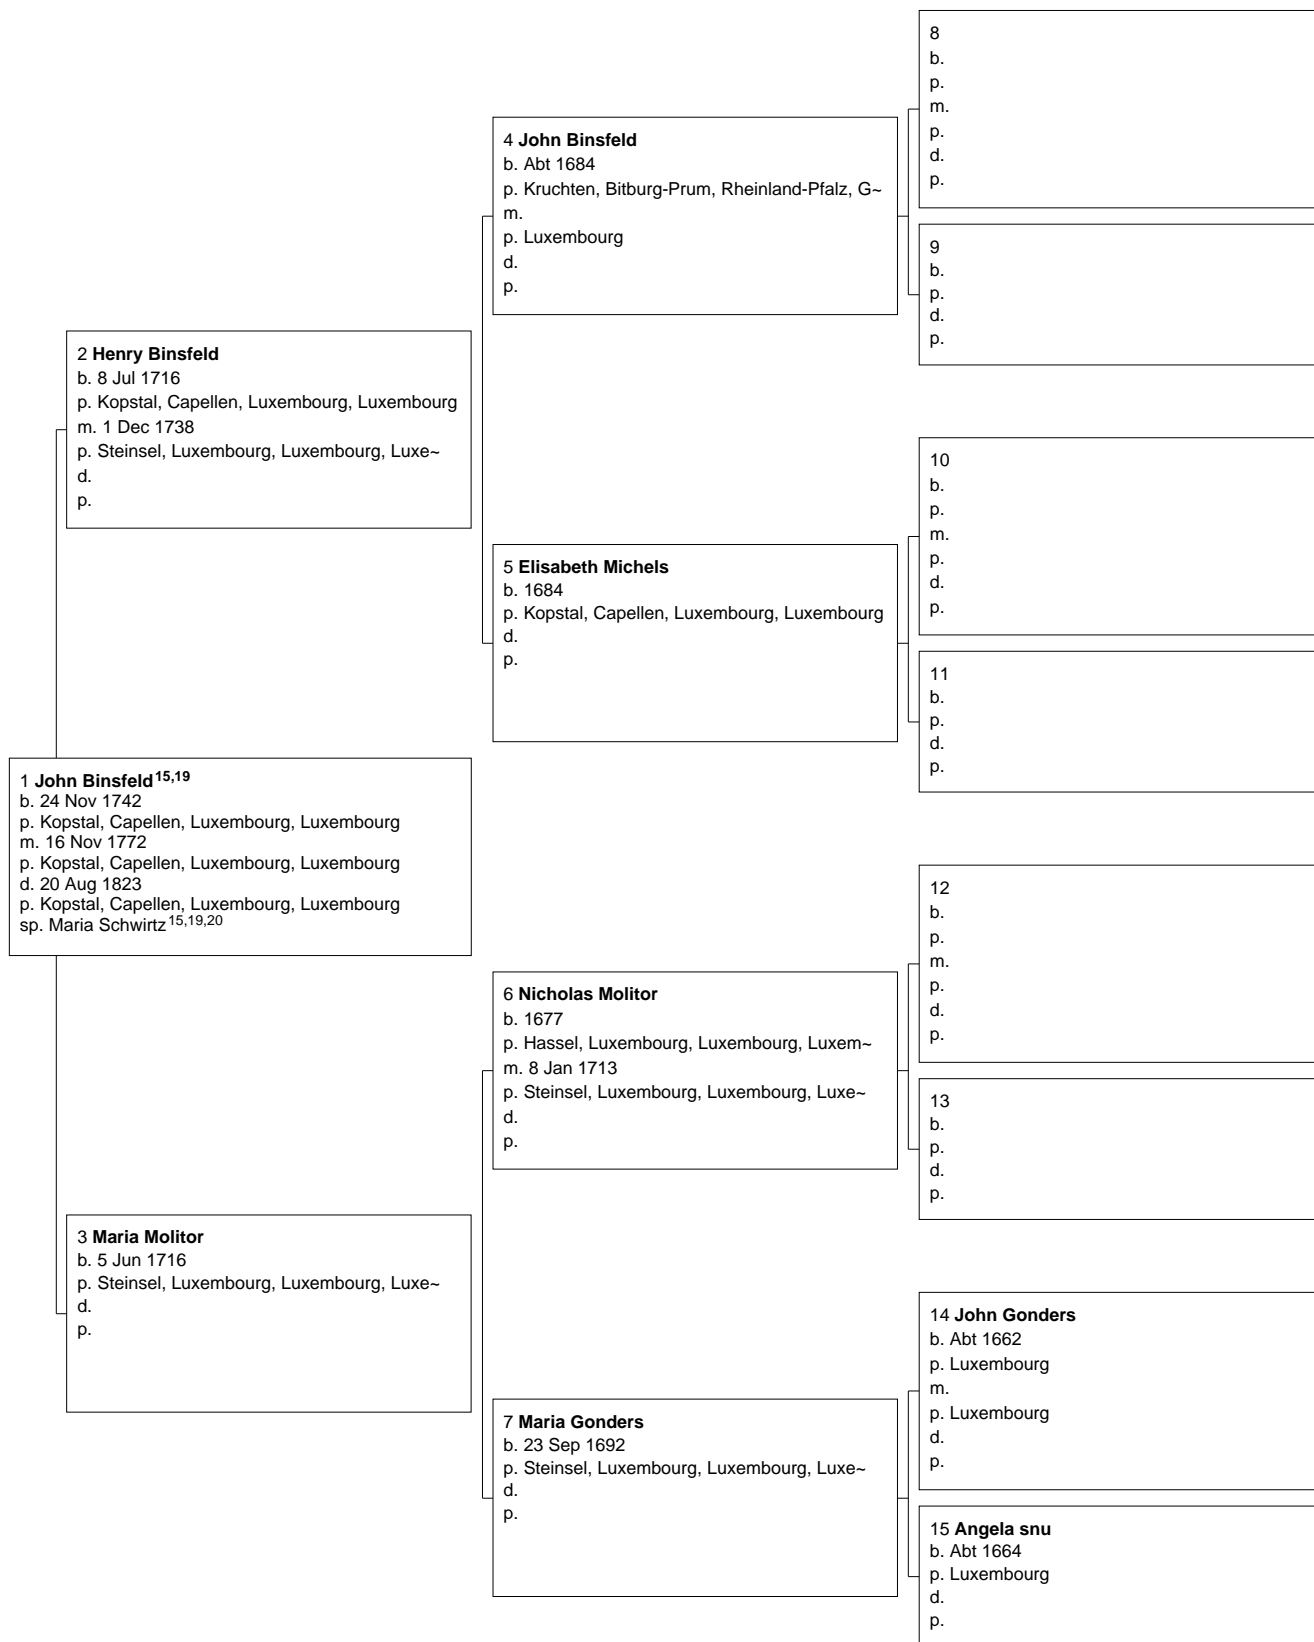 8
b.
p.
m.
p.
d.
p.
4 John Binsfeld
b. Abt 1684
p. Kruchten, Bitburg-Prum, Rheinland-Pfalz, G~
m.
p. Luxembourg
d.
p.
9
b.
p.
d.
p.
2 Henry Binsfeld
b. 8 Jul 1716
p. Kopstal, Capellen, Luxembourg, Luxembourg
m. 1 Dec 1738
p. Steinsel, Luxembourg, Luxembourg, Luxe~
d.
p.
10
b.
p.
m.
p.
d.
p.
5 Elisabeth Michels
b. 1684
p. Kopstal, Capellen, Luxembourg, Luxembourg
d.
p.
11
b.
p.
d.
p.
1 John Binsfeld 15,19
b. 24 Nov 1742
p. Kopstal, Capellen, Luxembourg, Luxembourg
m. 16 Nov 1772
p. Kopstal, Capellen, Luxembourg, Luxembourg
d. 20 Aug 1823
p. Kopstal, Capellen, Luxembourg, Luxembourg
sp. Maria Schwirtz 15,19,20
12
b.
p.
m.
p.
d.
p.
6 Nicholas Molitor
b. 1677
p. Hassel, Luxembourg, Luxembourg, Luxem~
m. 8 Jan 1713
p. Steinsel, Luxembourg, Luxembourg, Luxe~
d.
p.
13
b.
p.
d.
p.
3 Maria Molitor
b. 5 Jun 1716
p. Steinsel, Luxembourg, Luxembourg, Luxe~
d.
p.
14 John Gonders
b. Abt 1662
p. Luxembourg
m.
p. Luxembourg
d.
p.
7 Maria Gonders
b. 23 Sep 1692
p. Steinsel, Luxembourg, Luxembourg, Luxe~
d.
p.
15 Angela snu
b. Abt 1664
p. Luxembourg
d.
p.